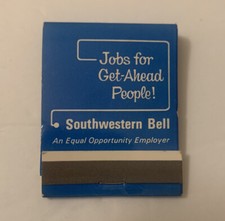 Jobs for
Get-Ahead
People!
Southwestern Bell
An Equal Opportunity Employer